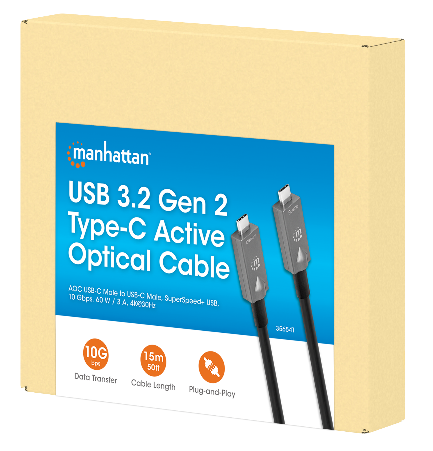 manhattan
USB 3.2 Gen 2
Type-C Active
Optical Cable
AOC USB-C Male to USB-C Male, SuperSpeed+ USB,
10 Gbps, 60 W / 3 A, 4K@30Hz
356541
10G
bps
15m
50ft
Data Transfer
Cable Length
Plug-and-Play